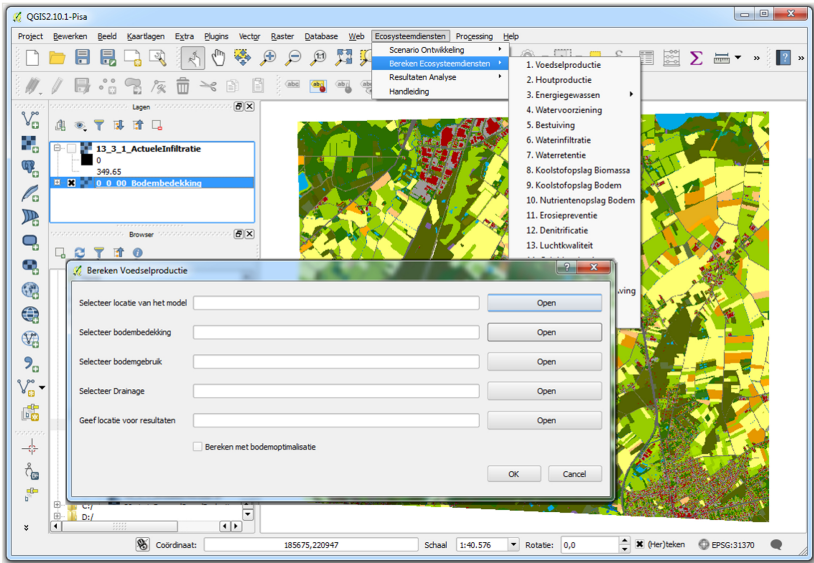 QGIS2.10.1-Pisa
Project Bewerken Beeld Kaartlagen Extra Plugins Vector Raster Database Web Ecosysteemdiensten Processing Help
Scenario Ontwikkeling
Bereken Ecosysteemdiensten
Resultaten Analyse
Handleiding
1. Voedselproductie
2. Houtproductie
3. Energiegewassen
4. Watervoorziening
5. Bestuiving
6. Waterinfiltratie
7. Waterretentie
8. Koolstofopslag Biomassa
9. Koolstofopslag Bodem
10. Nutrientenopslag Bodem
11. Erosiepreventie
12. Denitrificatie
13. Luchtkwaliteit
abc ab abc
Lagen
13_3_1_ActueleInfiltratie
0
349.65
0_0_00_Bodembedekking
Browser
Bereken Voedselproductie
Selecteer locatie van het model Open
Selecteer bodembedekking Open
Selecteer bodemgebruik Open
Selecteer Drainage Open
Geef locatie voor resultaten Open
Bereken met bodemoptimalisatie
OK Cancel
C:/
D:/
Coördinaat: 185675,220947 Schaal 1:40.576 Rotatie: 0,0 (Her)teken EPSG:31370